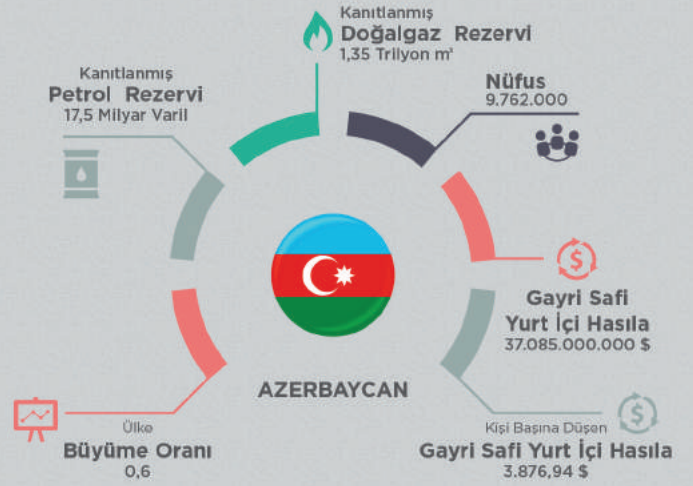 Kanıtlanmış
Doğalgaz Rezervi
1,35 Trilyon m³
Kanıtlanmış
Petrol Rezervi
17,5 Milyar Varil
Nüfus
9.762.000
$
Gayri Safi
Yurt İçi Hasıla
37.085.000.000 $
AZERBAYCAN
Ülke
Büyüme Oranı
0,6
$
Kişi Başına Düşen
Gayri Safi Yurt İçi Hasıla
3.876,94 $